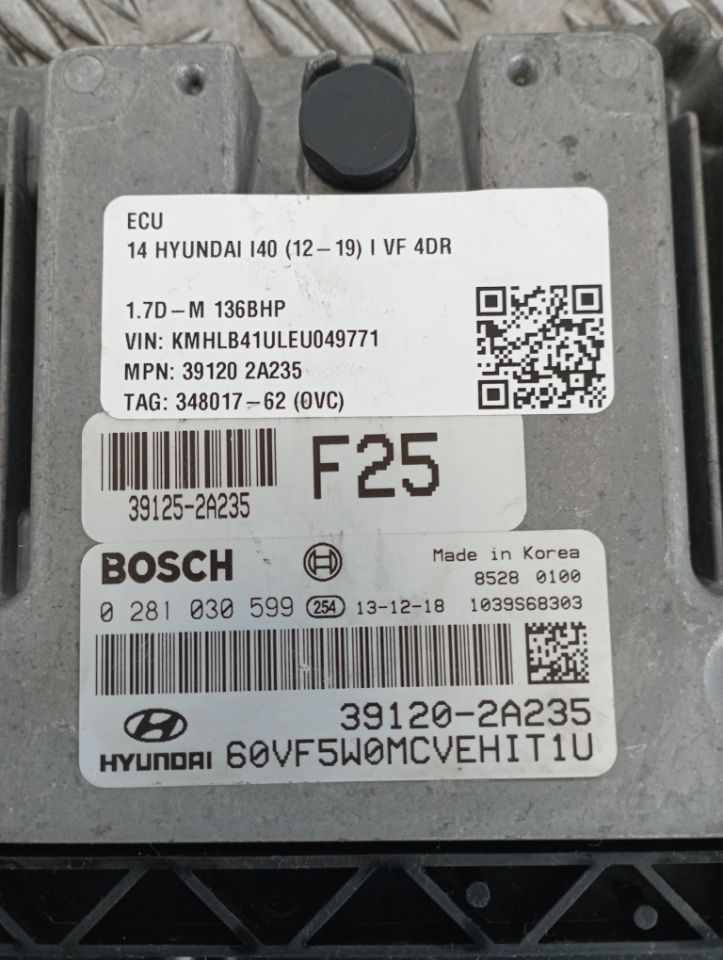 ECU
14 HYUNDAI I40 (12-19) I VF 4DR
1.7D-M 136BHP
VIN: KMHLB41ULEU049771
MPN: 39120 2A235
TAG: 348017-62 (0VC)
39125-2A235
F25
BOSCH
Made in Korea
8528 0100
0 281 030 599 254 13-12-18 1039S68303
39120-2A235
HYUNDAI 60VF5W0MCVEHIT1U